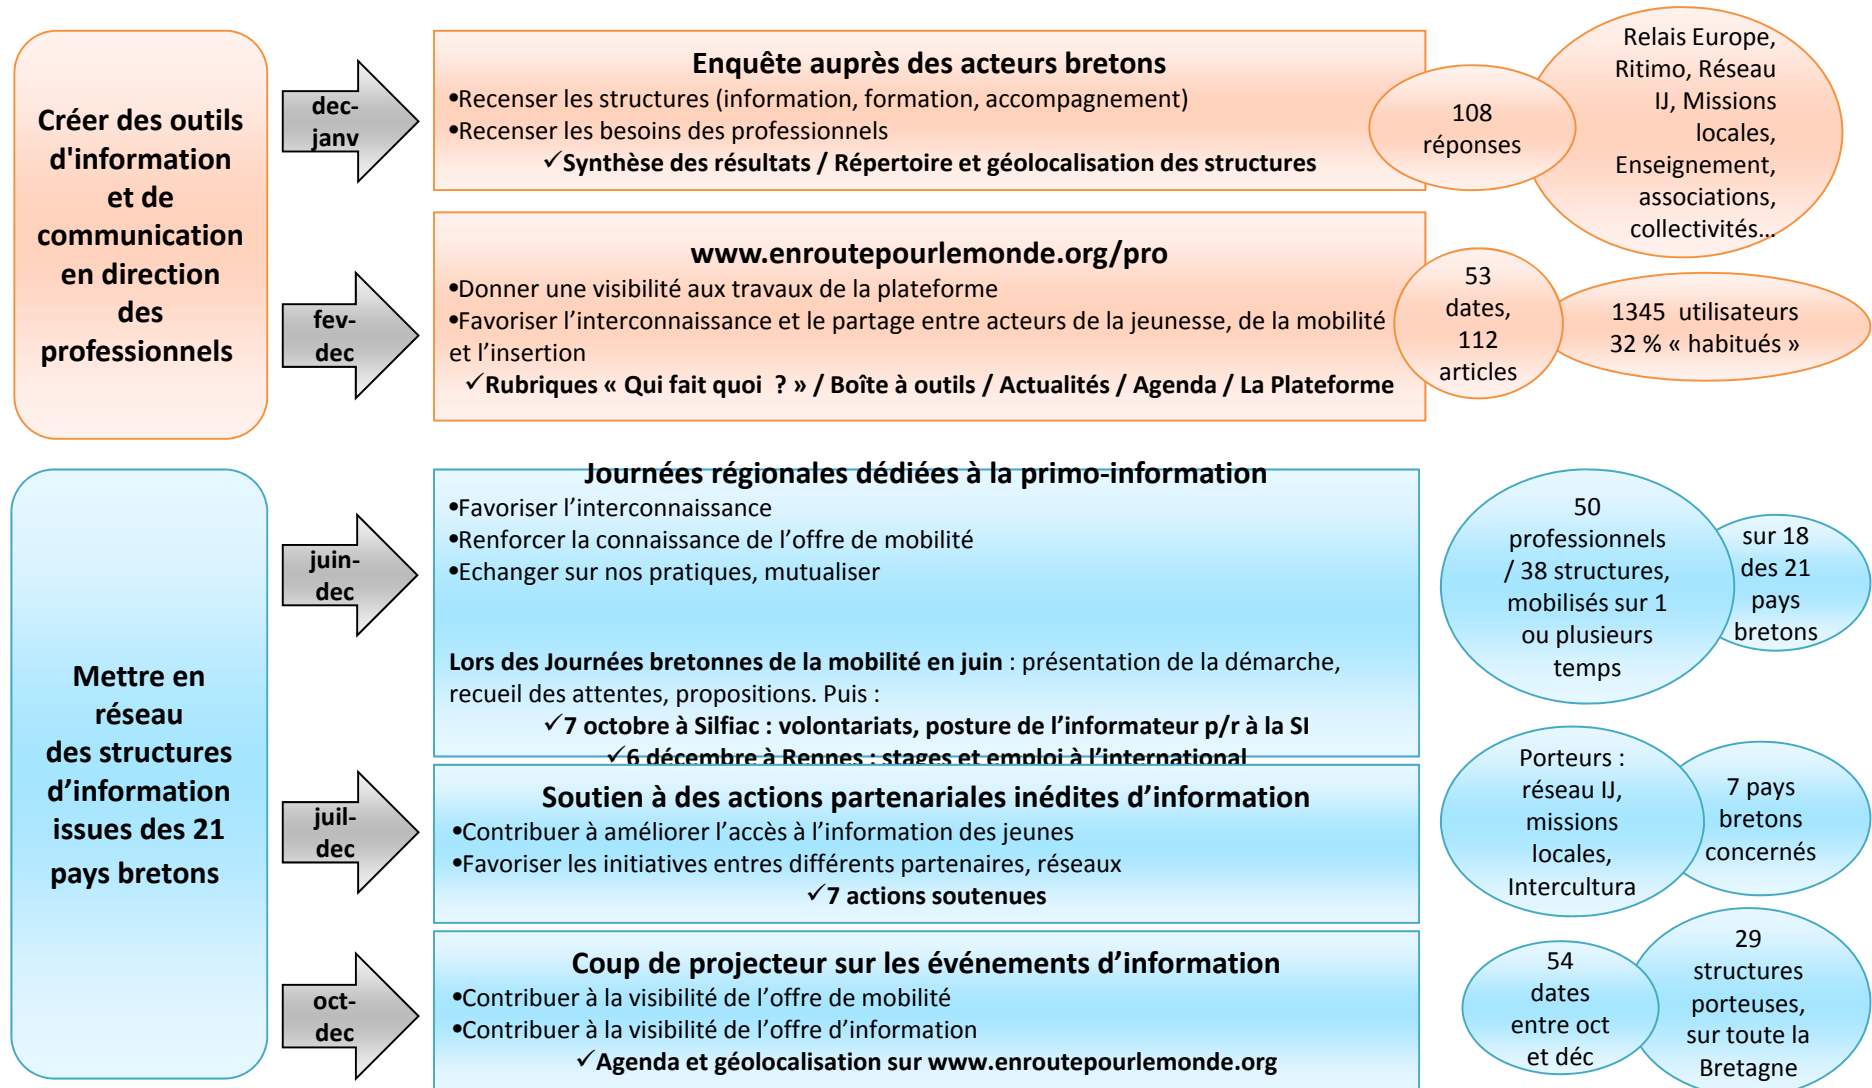 Créer des outils
d'information
et de
communication
en direction
des
professionnels
dec-
janv
Enquête auprès des acteurs bretons
•Recenser les structures (information, formation, accompagnement)
•Recenser les besoins des professionnels
✓Synthèse des résultats / Répertoire et géolocalisation des structures
108
réponses
Relais Europe,
Ritimo, Réseau
IJ, Missions
locales,
Enseignement,
associations,
collectivités...
fev-
dec
www.enroutepourlemonde.org/pro
•Donner une visibilité aux travaux de la plateforme
•Favoriser l’interconnaissance et le partage entre acteurs de la jeunesse, de la mobilité
et l’insertion
✓Rubriques « Qui fait quoi ? » / Boîte à outils / Actualités / Agenda / La Plateforme
53
dates,
112
articles
1345 utilisateurs
32 % « habitués »
Mettre en
réseau
des structures
d’information
issues des 21
pays bretons
juin-
dec
Journées régionales dédiées à la primo-information
•Favoriser l’interconnaissance
•Renforcer la connaissance de l’offre de mobilité
•Echanger sur nos pratiques, mutualiser
Lors des Journées bretonnes de la mobilité en juin : présentation de la démarche,
recueil des attentes, propositions. Puis :
✓7 octobre à Silfiac : volontariats, posture de l’informateur p/r à la SI
✓6 décembre à Rennes : stages et emploi à l’international
50
professionnels
/ 38 structures,
mobilisés sur 1
ou plusieurs
temps
sur 18
des 21
pays
bretons
juil-
dec
Soutien à des actions partenariales inédites d’information
•Contribuer à améliorer l’accès à l’information des jeunes
•Favoriser les initiatives entres différents partenaires, réseaux
✓7 actions soutenues
Porteurs :
réseau IJ,
missions
locales,
Intercultura
7 pays
bretons
concernés
oct-
dec
Coup de projecteur sur les événements d’information
•Contribuer à la visibilité de l’offre de mobilité
•Contribuer à la visibilité de l’offre d’information
✓Agenda et géolocalisation sur www.enroutepourlemonde.org
54
dates
entre oct
et déc
29
structures
porteuses,
sur toute la
Bretagne